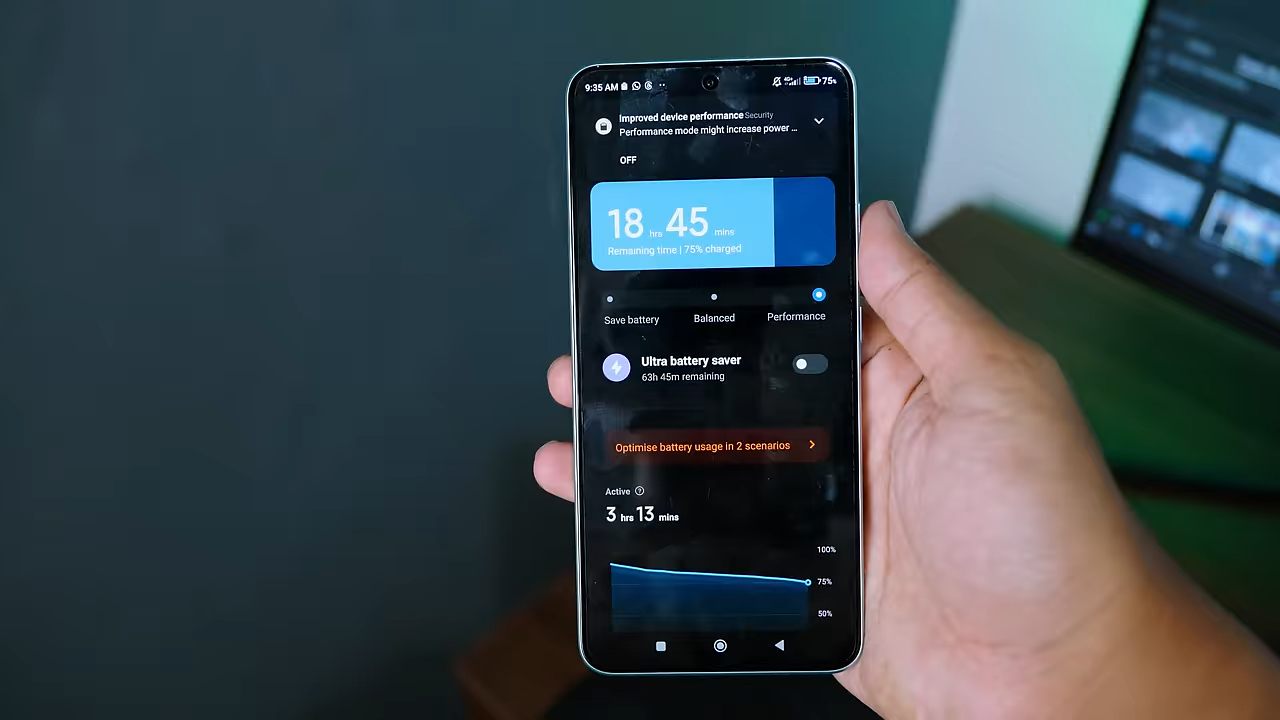 9:35 AM 4G+ 75%
Improved device performance Security
Performance mode might increase power ...
OFF
18 hrs 45 mins
Remaining time | 75% charged
Save battery Balanced Performance
Ultra battery saver
63h 45m remaining
Optimise battery usage in 2 scenarios
Active ?
3 hrs 13 mins
100%
75%
50%